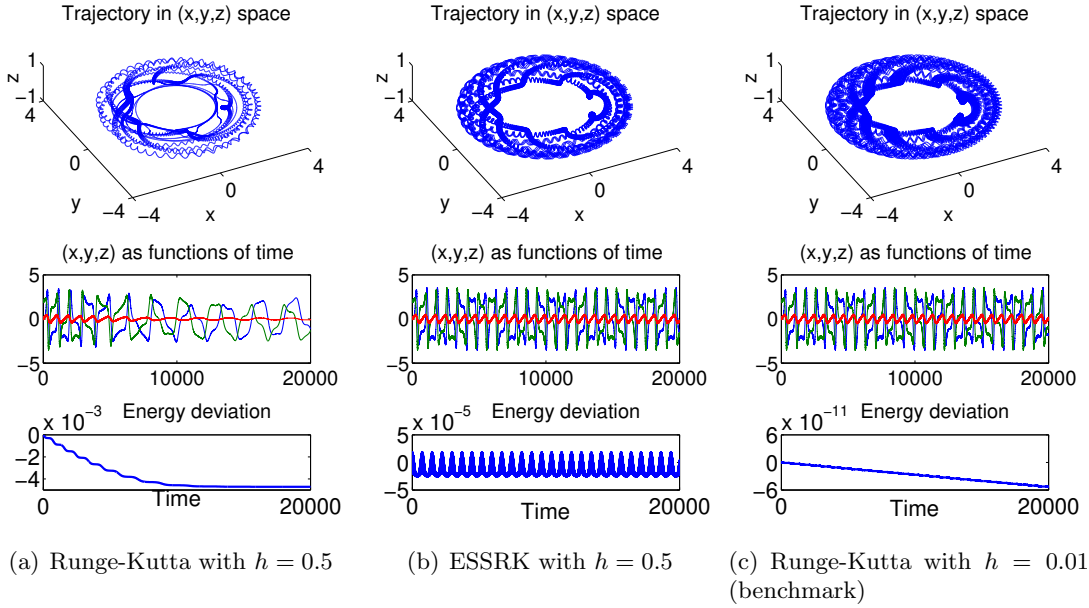 Trajectory in (x,y,z) space
Trajectory in (x,y,z) space
Trajectory in (x,y,z) space
z
1
−1
4
0
−4
y
−4
0
4
x
z
1
−1
4
0
−4
y
−4
0
4
x
z
1
−1
4
0
−4
y
−4
0
4
x
(x,y,z) as functions of time
(x,y,z) as functions of time
(x,y,z) as functions of time
5
0
−5
0 10000 20000
5
0
−5
0 10000 20000
5
0
−5
0 10000 20000
x 10⁻³ Energy deviation
0
−2
−4
0 Time 20000
x 10⁻⁵ Energy deviation
5
0
−5
0 Time 20000
x 10⁻¹¹ Energy deviation
6
0
−6
0 Time 20000
(a) Runge-Kutta with h = 0.5
(b) ESSRK with h = 0.5
(c) Runge-Kutta with h = 0.01
(benchmark)